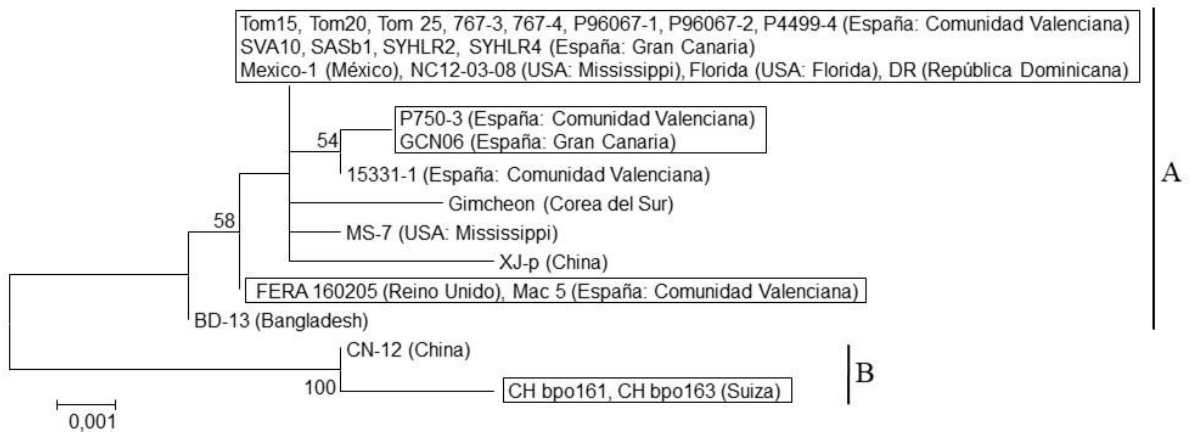 Tom15, Tom20, Tom 25, 767-3, 767-4, P96067-1, P96067-2, P4499-4 (España: Comunidad Valenciana)
SVA10, SASb1, SYHLR2, SYHLR4 (España: Gran Canaria)
Mexico-1 (México), NC12-03-08 (USA: Mississippi), Florida (USA: Florida), DR (República Dominicana)
P750-3 (España: Comunidad Valenciana)
54
GCN06 (España: Gran Canaria)
15331-1 (España: Comunidad Valenciana)
A
Gimcheon (Corea del Sur)
58
MS-7 (USA: Mississippi)
XJ-p (China)
FERA 160205 (Reino Unido), Mac 5 (España: Comunidad Valenciana)
BD-13 (Bangladesh)
CN-12 (China)
B
100
CH bpo161, CH bpo163 (Suiza)
0,001